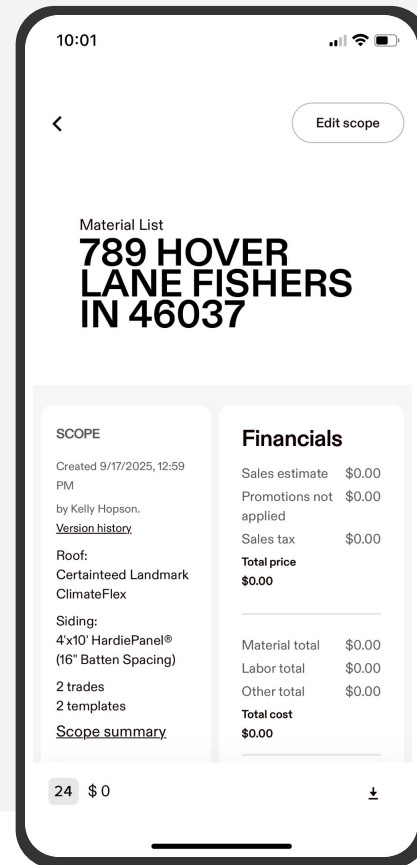 10:01
Edit scope
Material List
789 HOVER
LANE FISHERS
IN 46037
SCOPE
Created 9/17/2025, 12:59
PM
by Kelly Hopson.
Version history
Roof:
Certainteed Landmark
ClimateFlex
Siding:
4'x10' HardiePanel®
(16" Batten Spacing)
2 trades
2 templates
Scope summary
Financials
Sales estimate $0.00
Promotions not $0.00
applied
Sales tax $0.00
Total price
$0.00
Material total $0.00
Labor total $0.00
Other total $0.00
Total cost
$0.00
24 $ 0